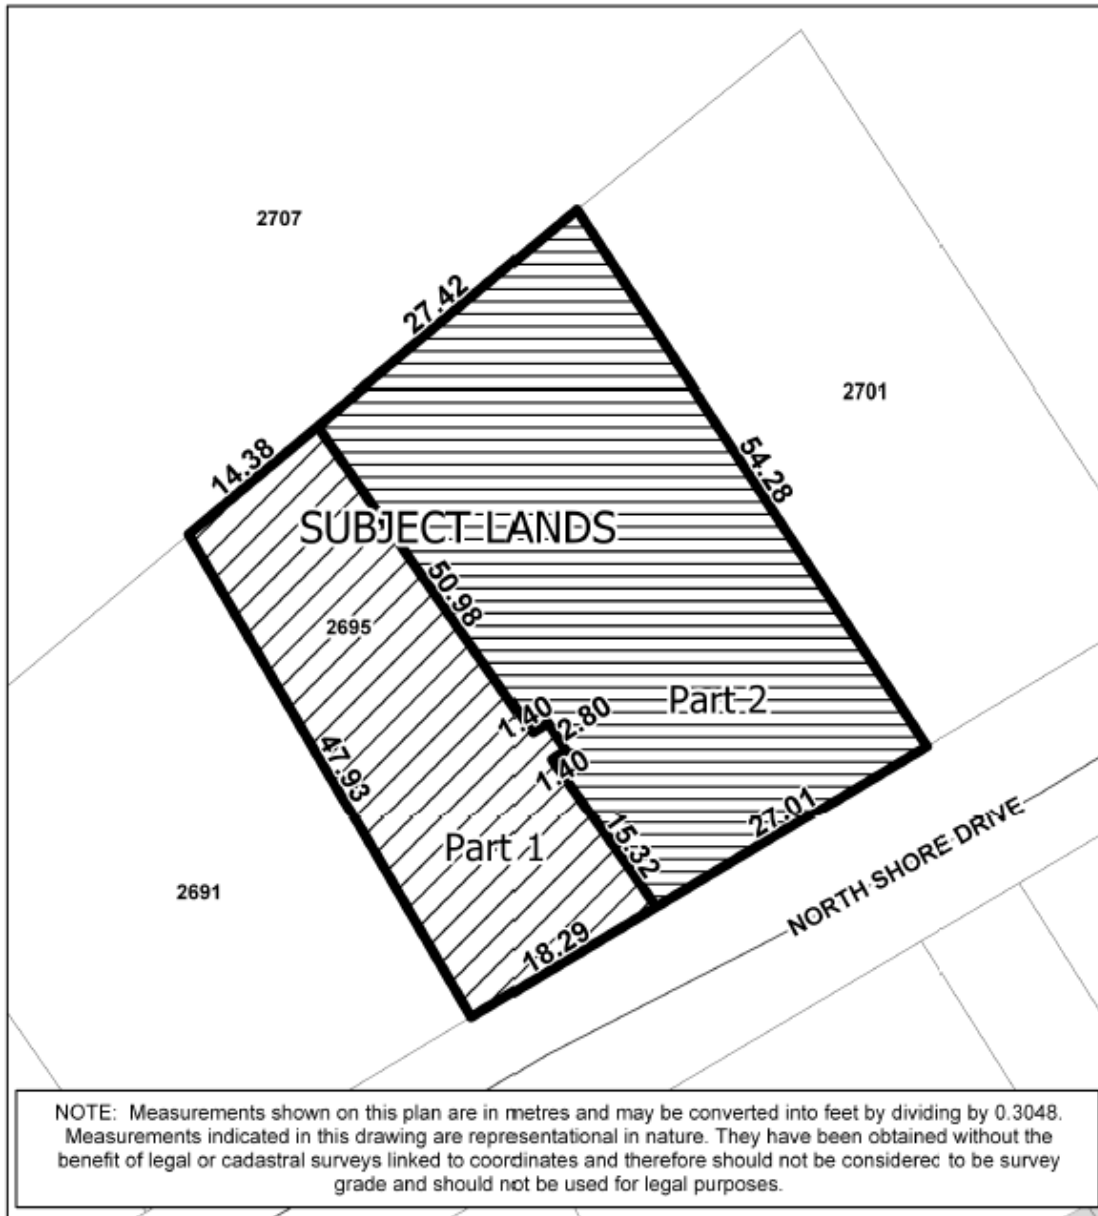 2707
27.42
2701
14.38
54.28
SUBJECT LANDS
50.98
2695
Part 2
1.40
2.80
47.93
1.40
27.01
15.32
Part 1
NORTH SHORE DRIVE
2691
18.29
NOTE: Measurements shown on this plan are in metres and may be converted into feet by dividing by 0.3048.
Measurements indicated in this drawing are representational in nature. They have been obtained without the
benefit of legal or cadastral surveys linked to coordinates and therefore should not be considered to be survey
grade and should not be used for legal purposes.